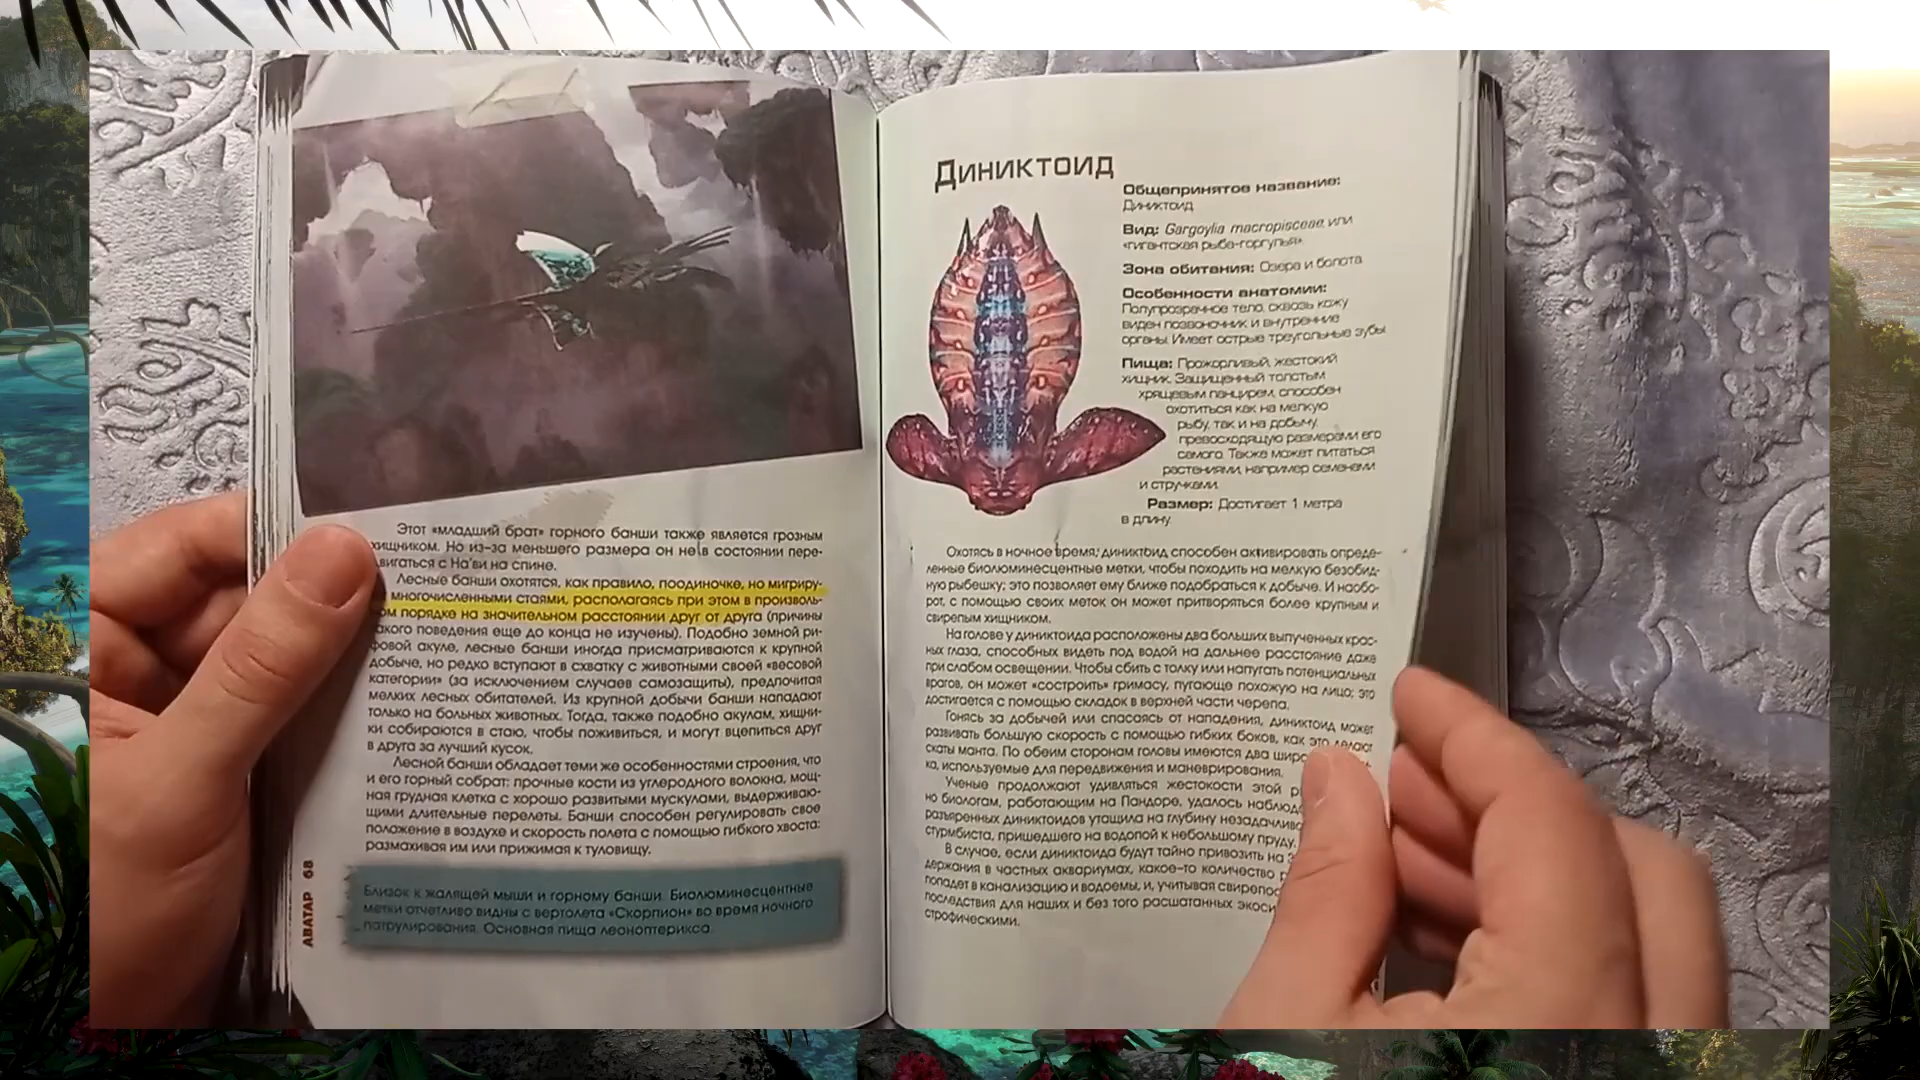 Этот «младший брат» горного банши также является грозным
хищником. Но из-за меньшего размера он не в состоянии пере-
двигаться с На'ви на спине.
Лесные банши охотятся, как правило, поодиночке, но мигриру-
многочисленными стаями, располагаясь при этом в произволь-
ом порядке на значительном расстоянии друг от друга (причины
такого поведения еще до конца не изучены). Подобно земной ри-
фовой акуле, лесные банши иногда присматриваются к крупной
добыче, но редко вступают в схватку с животными своей «весовой
категории» (за исключением случаев самозащиты), предпочитая
мелких лесных обитателей. Из крупной добычи банши нападают
только на больных животных. Тогда, также подобно акулам, хищни-
ки собираются в стаю, чтобы поживиться, и могут вцепиться друг
в друга за лучший кусок.
Лесной банши обладает теми же особенностями строения, что
и его горный собрат: прочные кости из углеродного волокна, мощ-
ная грудная клетка с хорошо развитыми мускулами, выдерживаю-
щими длительные перелеты. Банши способен регулировать свое
положение в воздухе и скорость полета с помощью гибкого хвоста:
размахивая им или прижимая к туловищу.
Близок к жалящей мыши и горному банши. Биолюминесцентные
метки отчетливо видны с вертолета «Скорпион» во время ночного
патрулирования. Основная пища леоноптерикса.
АВАТАР 68
Диниктоид
Общепринятое название:
Диниктоид
Вид: Gargoylia macropisceae, или
«гигантская рыба-горгулья».
Зона обитания: Озера и болота
Особенности анатомии:
Полупрозрачное тело, сквозь кожу
виден позвоночник и внутренние
органы. Имеет острые треугольные зубы.
Пища: Прожорливый, жестокий
хищник. Защищенный толстым
хрящевым панцирем, способен
охотиться как на мелкую
рыбу, так и на добычу,
превосходящую размерами его
самого. Также может питаться
растениями, например семенами
и стручками.
Размер: Достигает 1 метра
в длину.
Охотясь в ночное время, диниктоид способен активировать опреде-
ленные биолюминесцентные метки, чтобы походить на мелкую безобид-
ную рыбешку; это позволяет ему ближе подобраться к добыче. И наобо-
рот, с помощью своих меток он может притворяться более крупным и
свирепым хищником.
На голове у диниктоида расположены два больших выпученных крас-
ных глаза, способных видеть под водой на дальнее расстояние даже
при слабом освещении. Чтобы сбить с толку или напугать потенциальных
врагов, он может «состроить» гримасу, пугающе похожую на лицо; это
достигается с помощью складок в верхней части черепа.
Гонясь за добычей или спасаясь от нападения, диниктоид может
развивать большую скорость с помощью гибких боков, как это делают
скаты манта. По обеим сторонам головы имеются два широ
ка, используемые для передвижения и маневрирования.
Ученые продолжают удивляться жестокости этой р
но биологам, работающим на Пандоре, удалось наблюд
разъяренных диниктоидов утащила на глубину незадачливо
стурмбиста, пришедшего на водопой к небольшому пруду.
В случае, если диниктоида будут тайно привозить на З
держания в частных аквариумах, какое-то количество р
попадет в канализацию и водоемы, и, учитывая свирепос
последствия для наших и без того расшатанных экоси
строфическими.